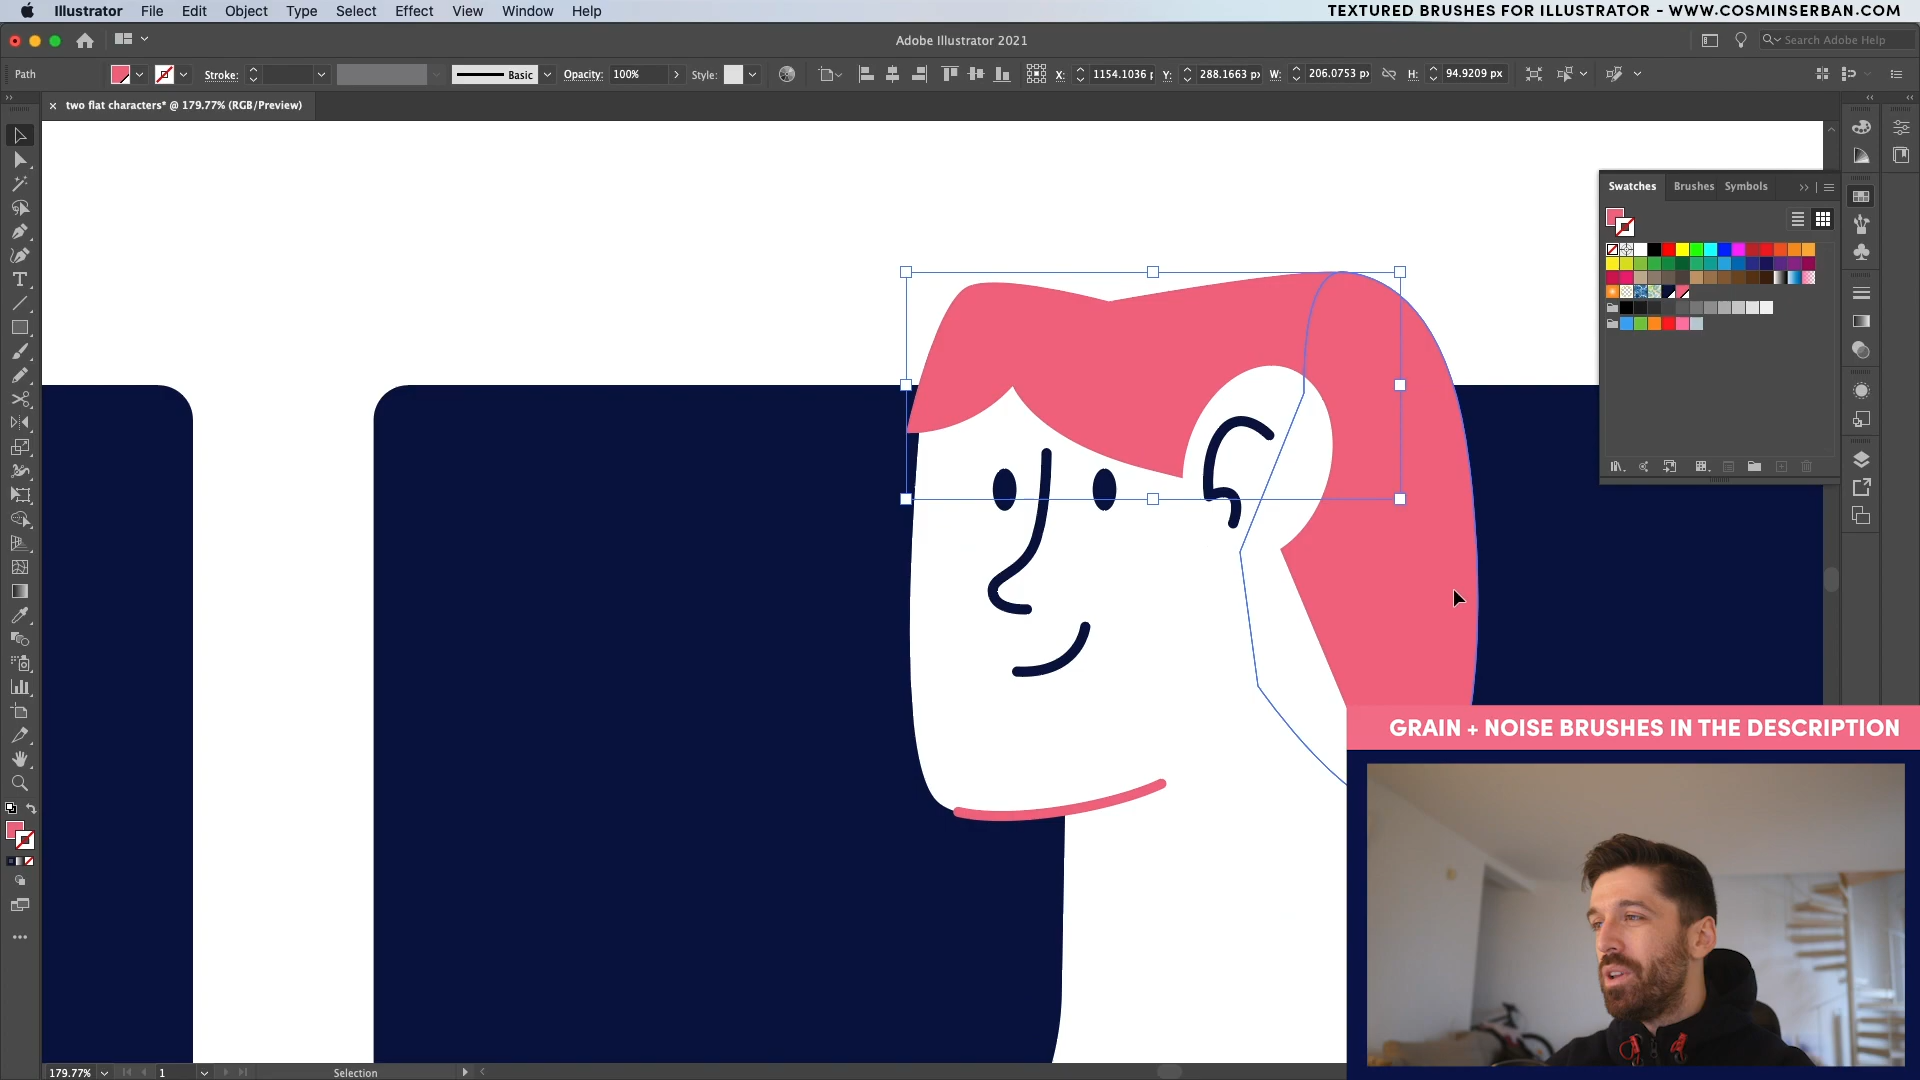 Illustrator File Edit Object Type Select Effect View Window Help
TEXTURED BRUSHES FOR ILLUSTRATOR - WWW.COSMINSERBAN.COM
Adobe Illustrator 2021
Search Adobe Help
Path Stroke: Basic Opacity: 100% Style: X: 1154.1036 p Y: 288.1663 px W: 206.0753 px H: 94.9209 px
× two flat characters* @ 179.77% (RGB/Preview)
Swatches Brushes Symbols
GRAIN + NOISE BRUSHES IN THE DESCRIPTION
179.77% 1 Selection